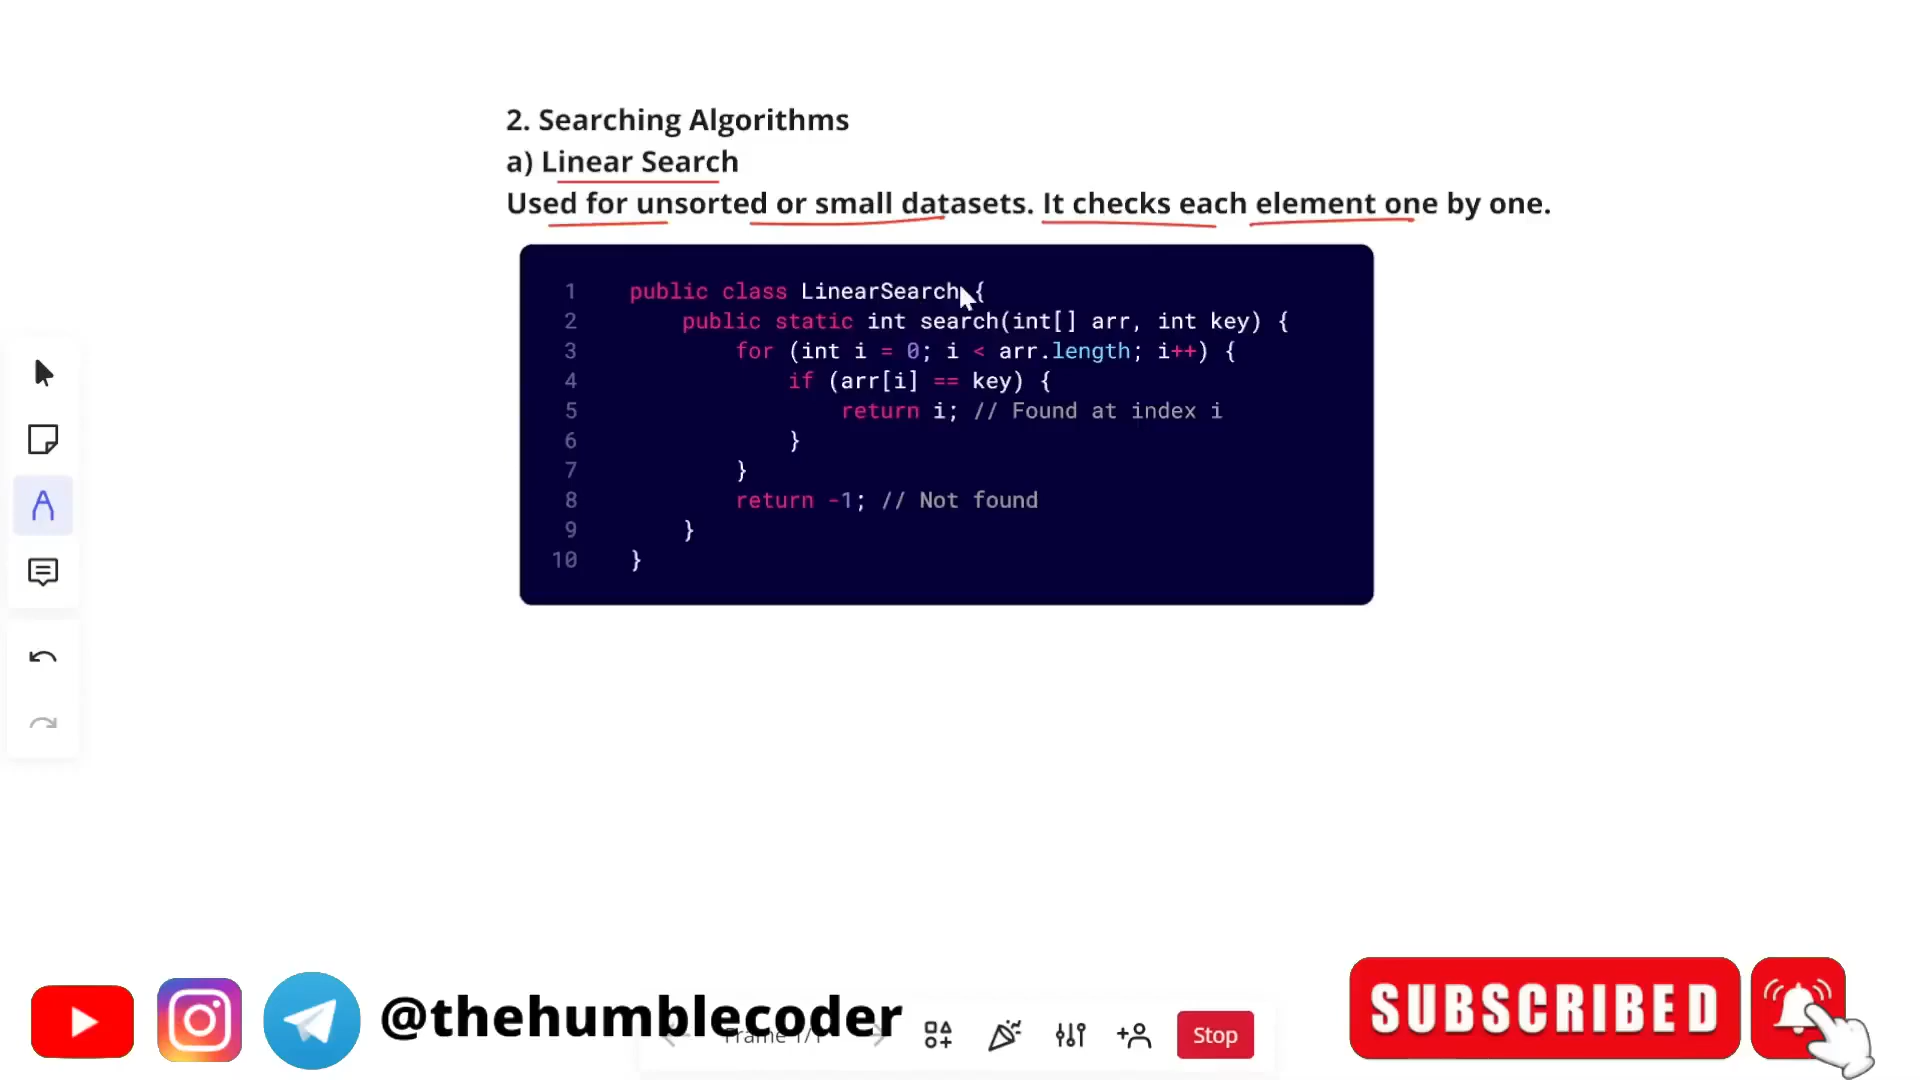 2. Searching Algorithms
a) Linear Search
Used for unsorted or small datasets. It checks each element one by one.
1 public class LinearSearch {
2 public static int search(int[] arr, int key) {
3 for (int i = 0; i < arr.length; i++) {
4 if (arr[i] == key) {
5 return i; // Found at index i
6 }
7 }
8 return -1; // Not found
9 }
10 }
@thehumblecoder
Frame 1/1
Stop
SUBSCRIBED